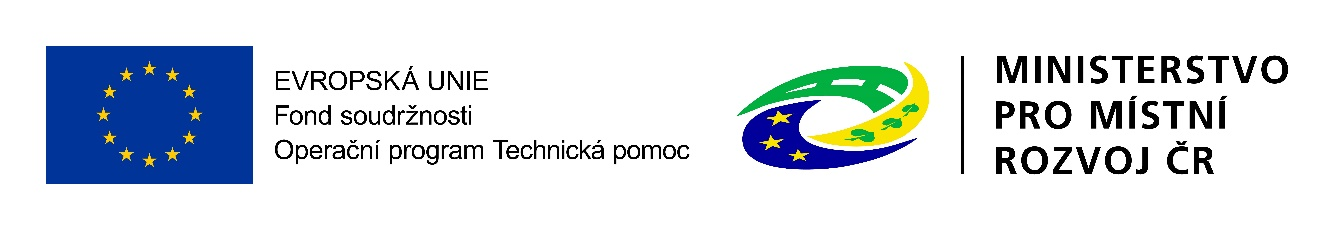 EVROPSKÁ UNIE
Fond soudržnosti
Operační program Technická pomoc
MINISTERSTVO
PRO MÍSTNÍ
ROZVOJ ČR